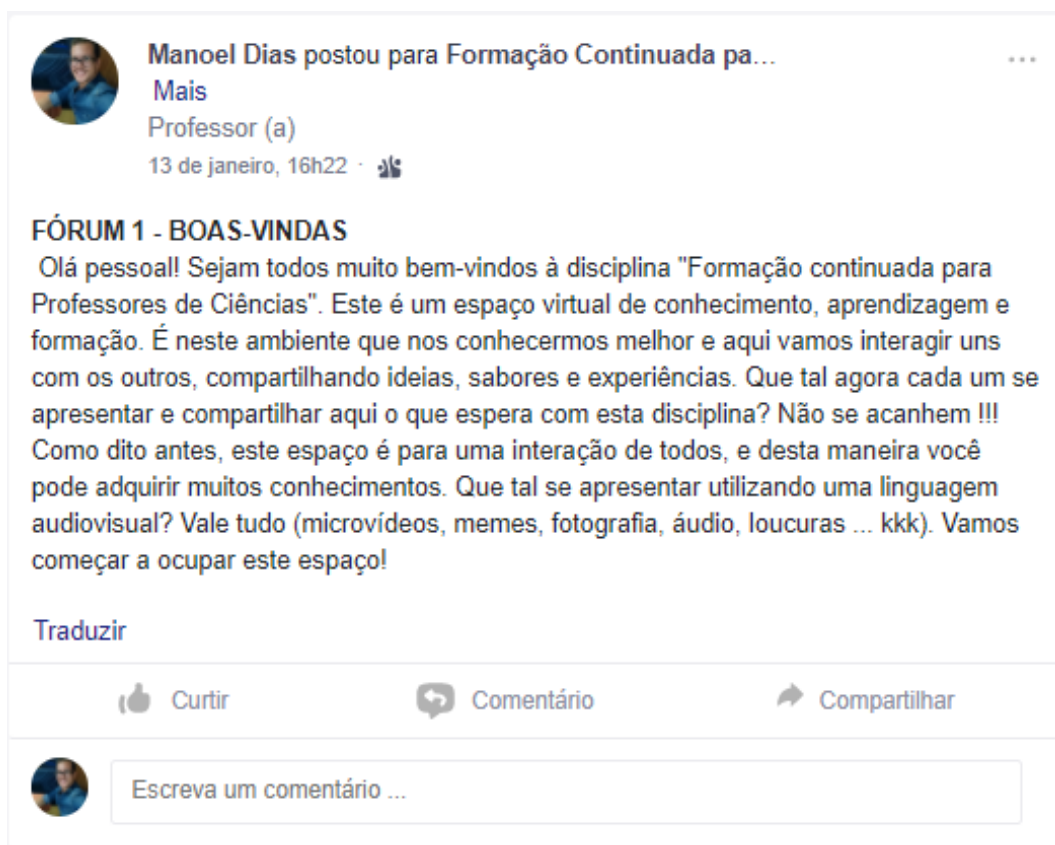 Manoel Dias postou para Formação Continuada pa...
Mais
Professor (a)
13 de janeiro, 16h22 ·
FÓRUM 1 - BOAS-VINDAS
Olá pessoal! Sejam todos muito bem-vindos à disciplina "Formação continuada para
Professores de Ciências". Este é um espaço virtual de conhecimento, aprendizagem e
formação. É neste ambiente que nos conhecermos melhor e aqui vamos interagir uns
com os outros, compartilhando ideias, sabores e experiências. Que tal agora cada um se
apresentar e compartilhar aqui o que espera com esta disciplina? Não se acanhem !!!
Como dito antes, este espaço é para uma interação de todos, e desta maneira você
pode adquirir muitos conhecimentos. Que tal se apresentar utilizando uma linguagem
audiovisual? Vale tudo (microvídeos, memes, fotografia, áudio, loucuras ... kkk). Vamos
começar a ocupar este espaço!
Traduzir
Curtir Comentário Compartilhar
Escreva um comentário ...